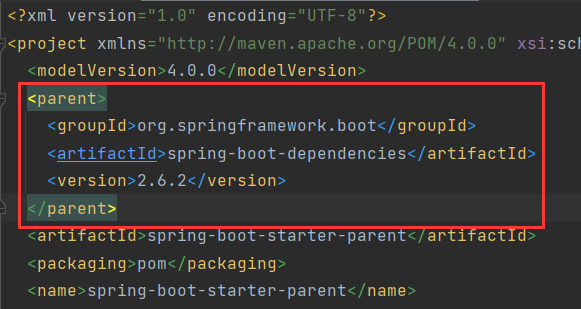 <?xml version="1.0" encoding="UTF-8"?>
<project xmlns="http://maven.apache.org/POM/4.0.0" xsi:sch
<modelVersion>4.0.0</modelVersion>
<parent>
<groupId>org.springframework.boot</groupId>
<artifactId>spring-boot-dependencies</artifactId>
<version>2.6.2</version>
</parent>
<artifactId>spring-boot-starter-parent</artifactId>
<packaging>pom</packaging>
<name>spring-boot-starter-parent</name>